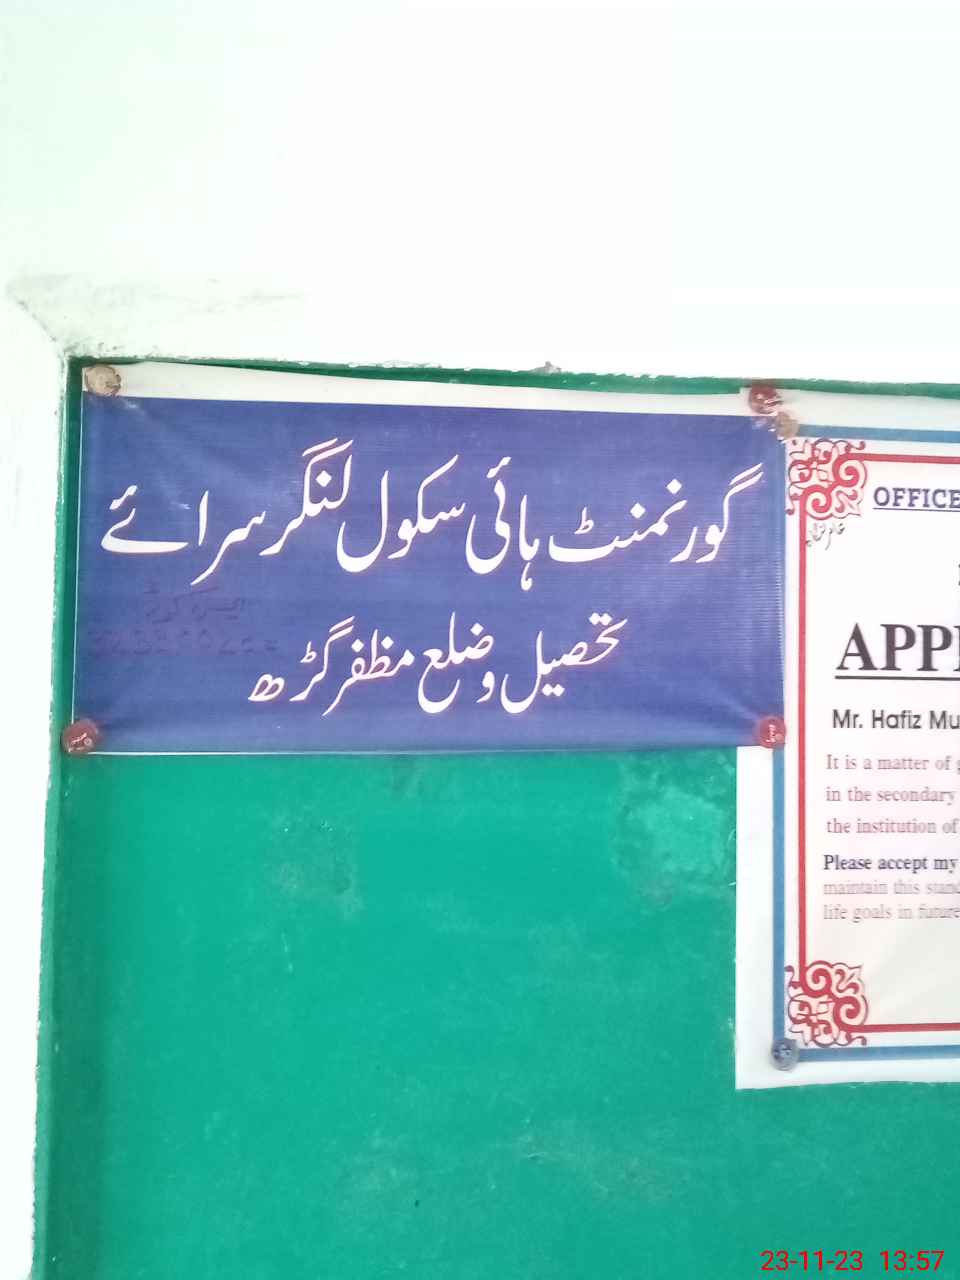 گورنمنٹ ہائی سکول لنگر سرائے
تحصیل و ضلع مظفر گڑھ
OFFICE
APP
Mr. Hafiz Mu
It is a matter of
in the secondary
the institution of
Please accept my
maintain this stand
life goals in future
23-11-23 13:57